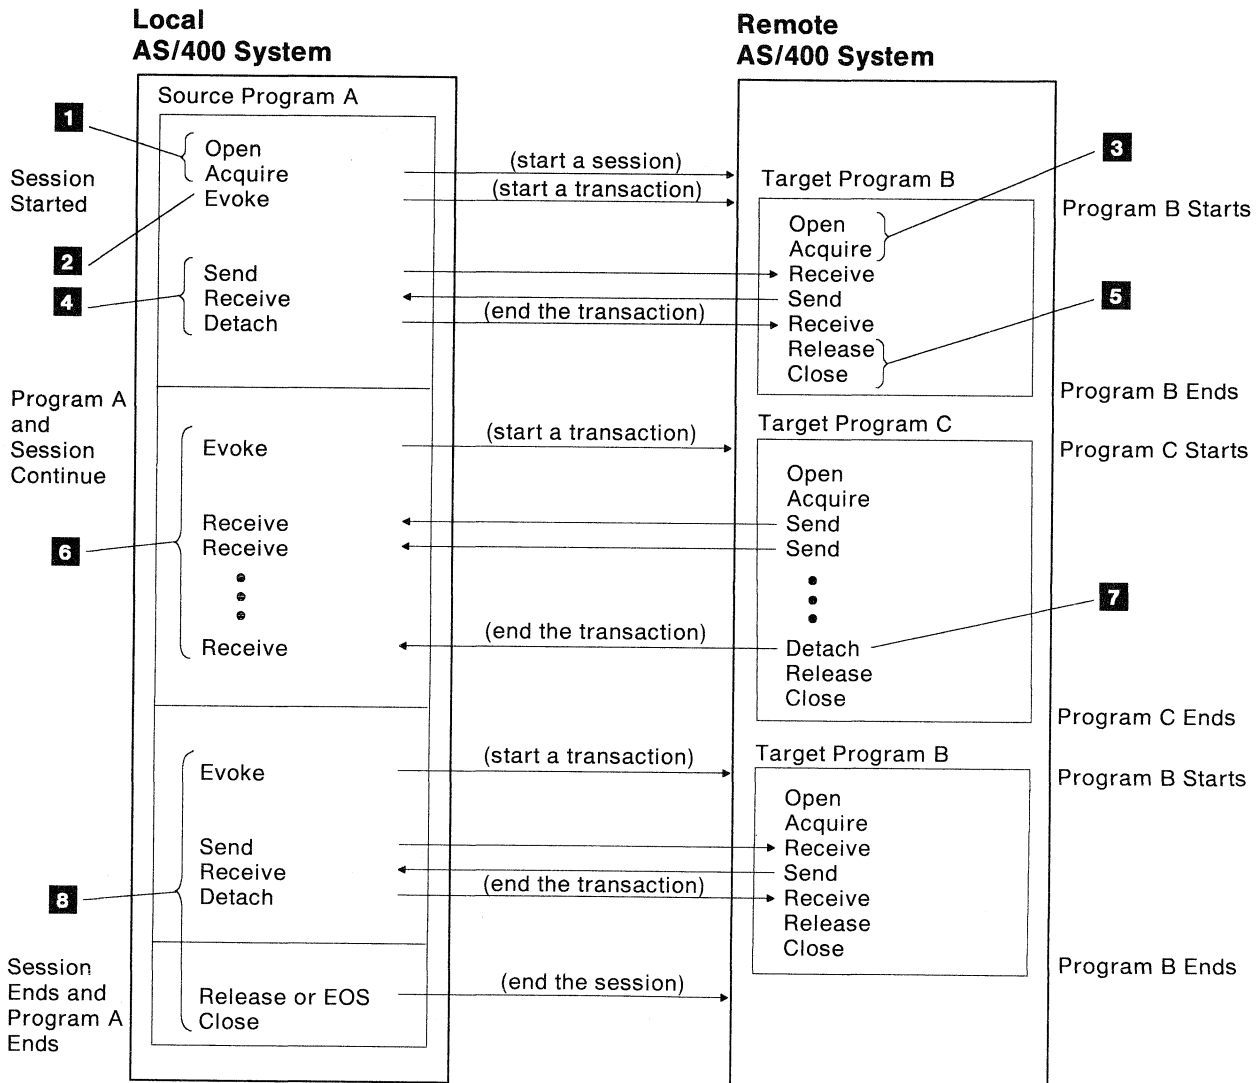 Local
AS/400 System
Remote
AS/400 System
Source Program A
1
Open
Acquire
Evoke
Session
Started
2
(start a session)
(start a transaction)
3
Target Program B
Program B Starts
Open
Acquire
Receive
Send
Receive
Release
Close
4
Send
Receive
Detach
(end the transaction)
5
Program B Ends
Program A
and
Session
Continue
Evoke
(start a transaction)
Target Program C
Program C Starts
Open
Acquire
Send
Send
6
Receive
Receive
Receive
(end the transaction)
7
Detach
Release
Close
Program C Ends
Evoke
(start a transaction)
Target Program B
Program B Starts
Open
Acquire
Receive
Send
Receive
Release
Close
Send
Receive
Detach
8
(end the transaction)
Program B Ends
Session
Ends and
Program A
Ends
Release or EOS
Close
(end the session)